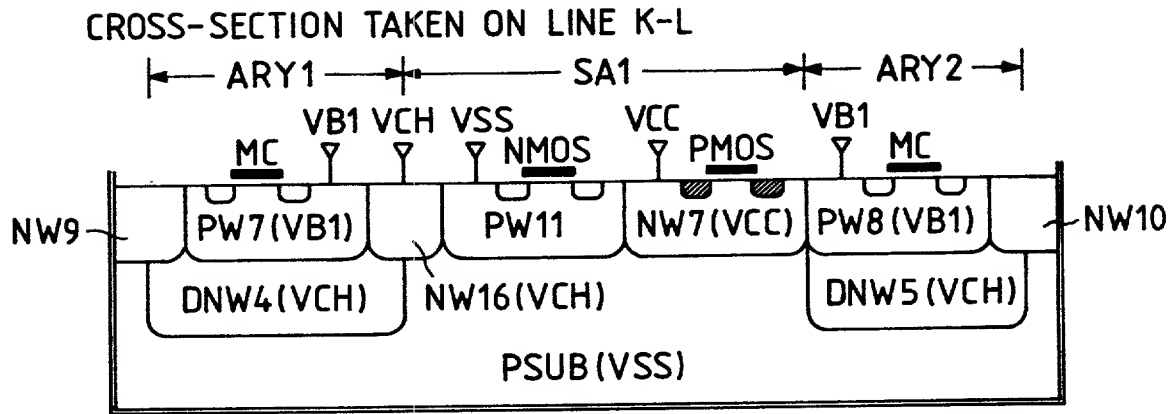 CROSS-SECTION TAKEN ON LINE K-L
ARY1 SA1 ARY2
VB1 VCH VSS VCC VB1
MC NMOS PMOS MC
NW9 PW7(VB1) PW11 NW7(VCC) PW8(VB1) NW10
DNW4(VCH) NW16(VCH) DNW5(VCH)
PSUB(VSS)